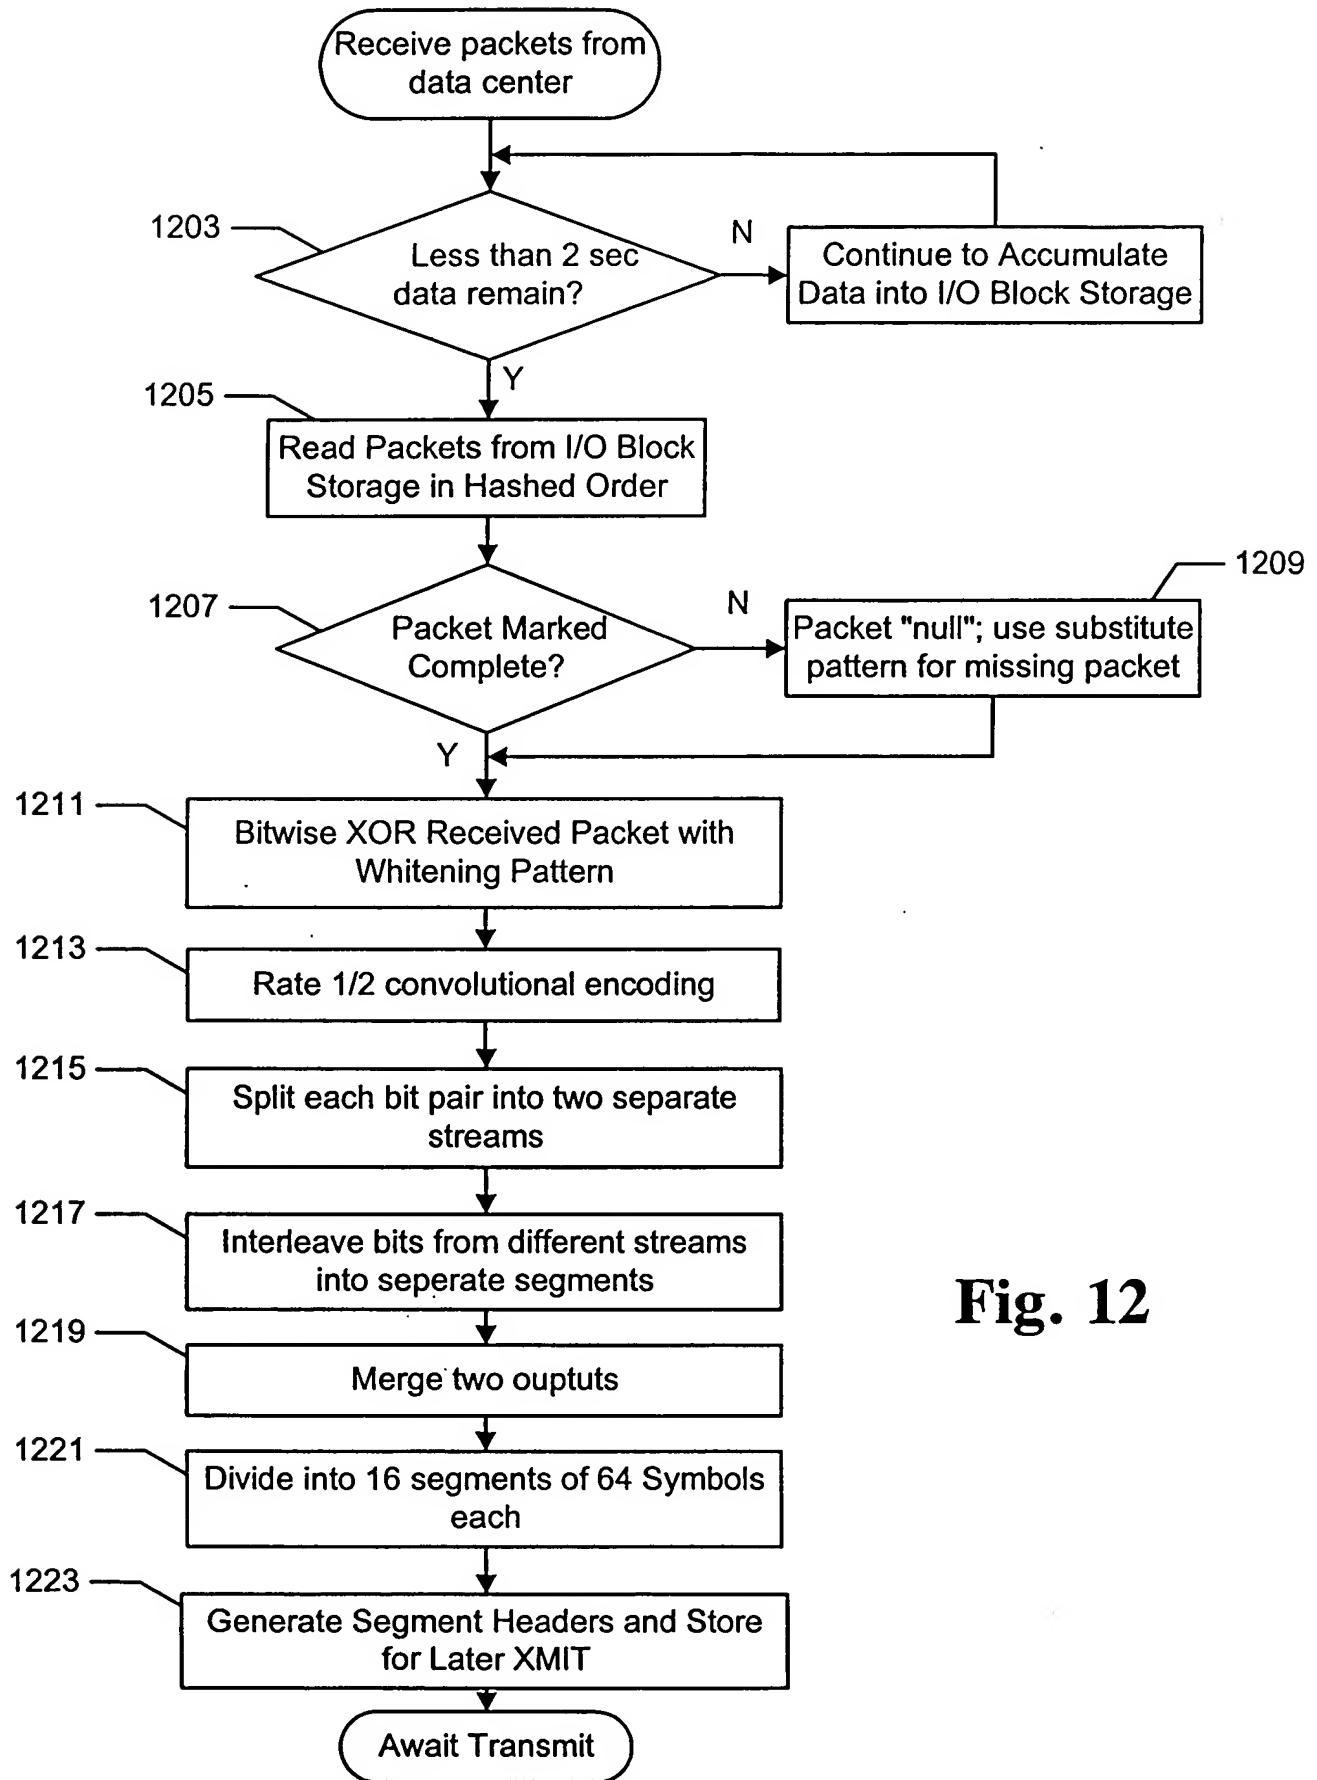 Receive packets from
data center
1203
Less than 2 sec
data remain?
N
Continue to Accumulate
Data into I/O Block Storage
Y
1205
Read Packets from I/O Block
Storage in Hashed Order
1207
Packet Marked
Complete?
N
1209
Packet "null"; use substitute
pattern for missing packet
Y
1211
Bitwise XOR Received Packet with
Whitening Pattern
1213
Rate 1/2 convolutional encoding
1215
Split each bit pair into two separate
streams
1217
Interleave bits from different streams
into seperate segments
Fig. 12
1219
Merge two ouptuts
1221
Divide into 16 segments of 64 Symbols
each
1223
Generate Segment Headers and Store
for Later XMIT
Await Transmit